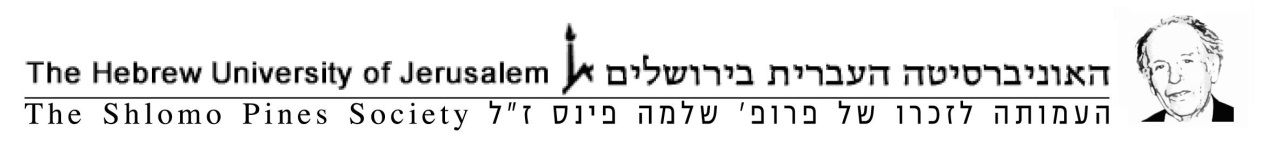 The Hebrew University of Jerusalem האוניברסיטה העברית בירושלים
The Shlomo Pines Society העמותה לזכרו של פרופ' שלמה פינס ז"ל